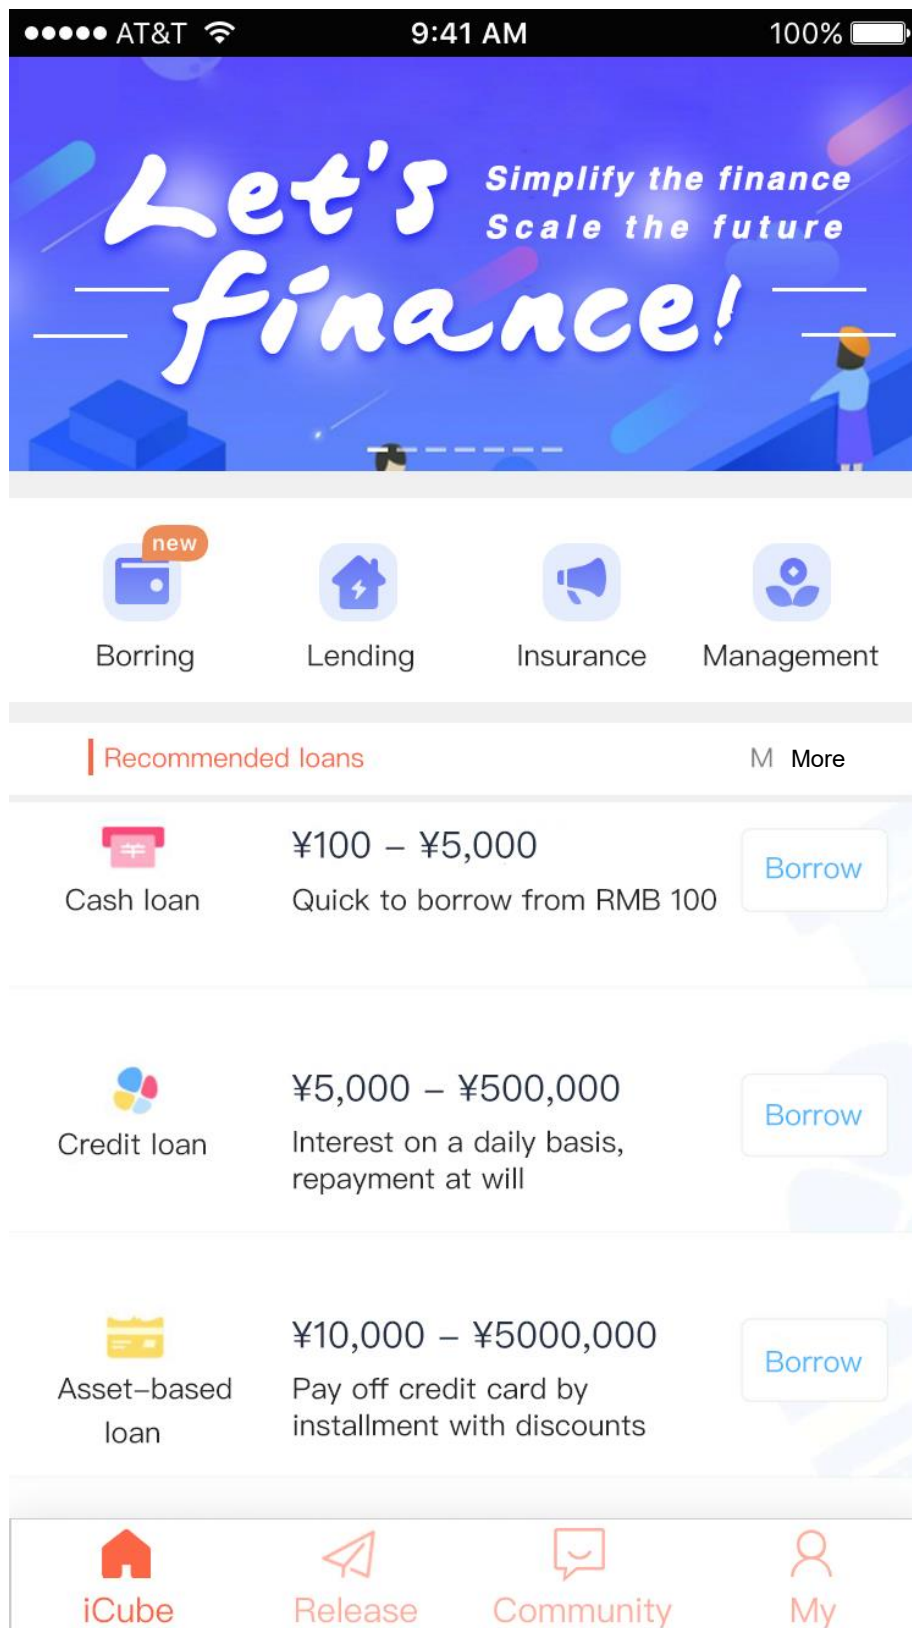 AT&T 9:41 AM 100%
Let's
Simplify the finance
Scale the future
finance!
new
Borring Lending Insurance Management
Recommended loans M More
¥100 – ¥5,000
Borrow
Cash loan Quick to borrow from RMB 100
¥5,000 – ¥500,000
Borrow
Credit loan Interest on a daily basis,
repayment at will
¥10,000 – ¥5000,000
Borrow
Asset-based Pay off credit card by
loan installment with discounts
iCube Release Community My